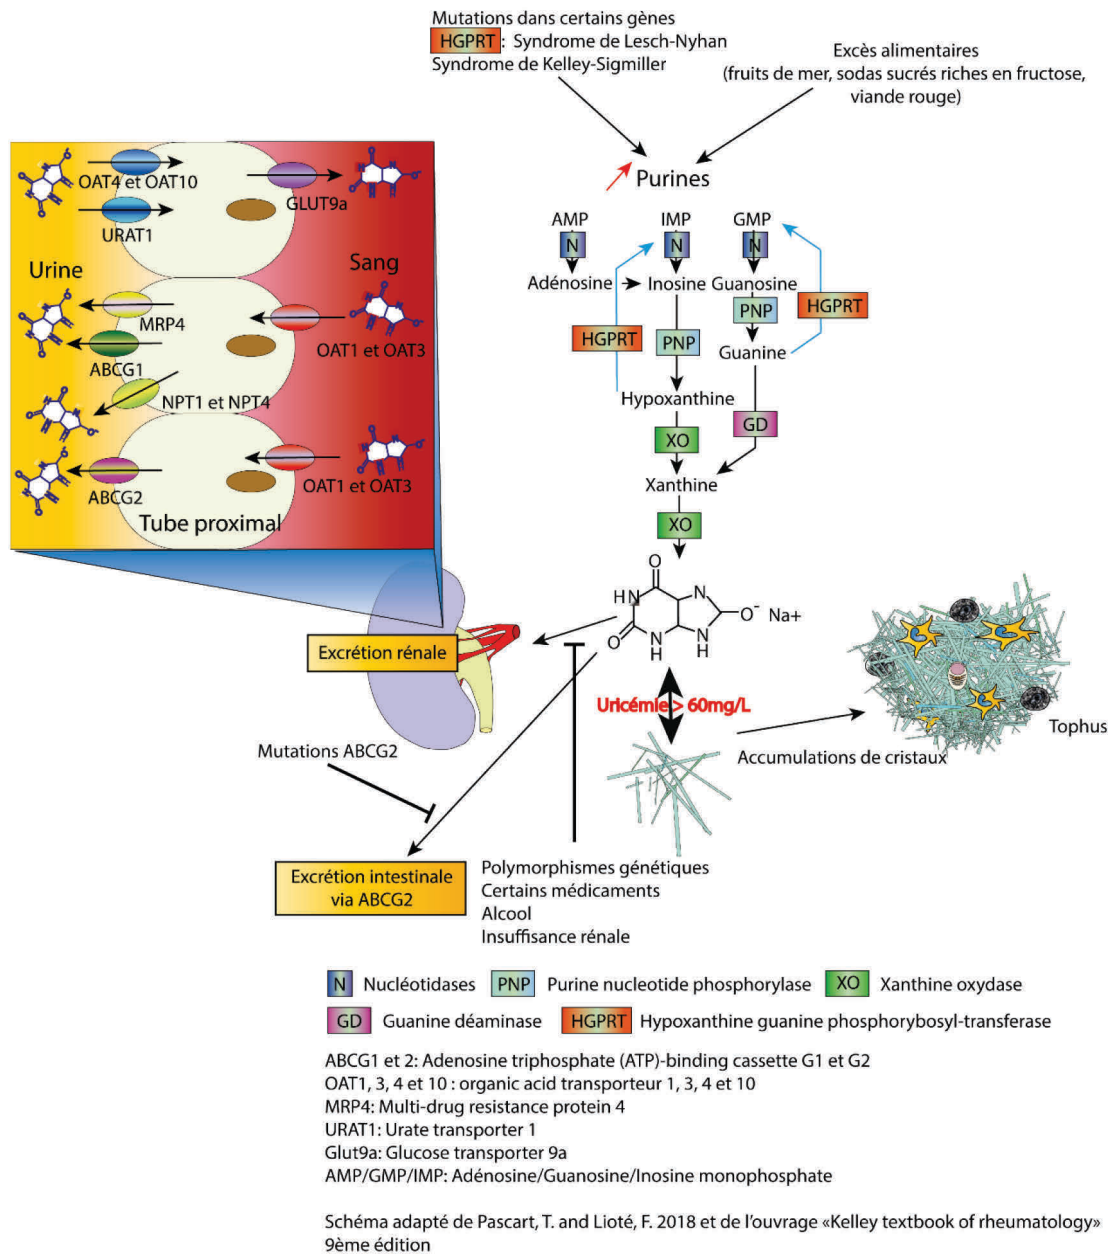 Mutations dans certains gènes
HGPRT : Syndrome de Lesch-Nyhan
Syndrome de Kelley-Sigmiller
Excès alimentaires
(fruits de mer, sodas sucrés riches en fructose,
viande rouge)
Purines
AMP
IMP
GMP
N
N
N
Adénosine
Inosine
Guanosine
HGPRT
PNP
PNP
HGPRT
Guanine
Hypoxanthine
XO
GD
Xanthine
XO
OAT4 et OAT10
GLUT9a
URAT1
Urine
Sang
MRP4
OAT1 et OAT3
ABCG1
NPT1 et NPT4
ABCG2
OAT1 et OAT3
Tube proximal
HN
N
O
O
N
H
N
H
O- Na+
Excrétion rénale
Uricémie > 60mg/L
Tophus
Accumulations de cristaux
Mutations ABCG2
Excrétion intestinale
via ABCG2
Polymorphismes génétiques
Certains médicaments
Alcool
Insuffisance rénale
N Nucléotidases PNP Purine nucleotide phosphorylase XO Xanthine oxydase
GD Guanine déaminase HGPRT Hypoxanthine guanine phosphorybosyl-transferase
ABCG1 et 2: Adenosine triphosphate (ATP)-binding cassette G1 et G2
OAT1, 3, 4 et 10 : organic acid transporteur 1, 3, 4 et 10
MRP4: Multi-drug resistance protein 4
URAT1: Urate transporter 1
Glut9a: Glucose transporter 9a
AMP/GMP/IMP: Adénosine/Guanosine/Inosine monophosphate
Schéma adapté de Pascart, T. and Lioté, F. 2018 et de l'ouvrage «Kelley textbook of rheumatology»
9ème édition